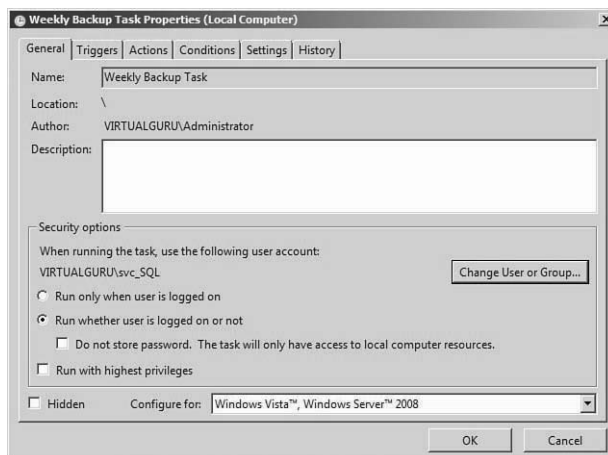 Weekly Backup Task Properties (Local Computer)
General Triggers Actions Conditions Settings History
Name: Weekly Backup Task
Location: \
Author: VIRTUALGURU\Administrator
Description:
Security options
When running the task, use the following user account:
VIRTUALGURU\svc_SQL Change User or Group...
Run only when user is logged on
Run whether user is logged on or not
Do not store password. The task will only have access to local computer resources.
Run with highest privileges
Hidden Configure for: Windows Vista™, Windows Server™ 2008
OK Cancel